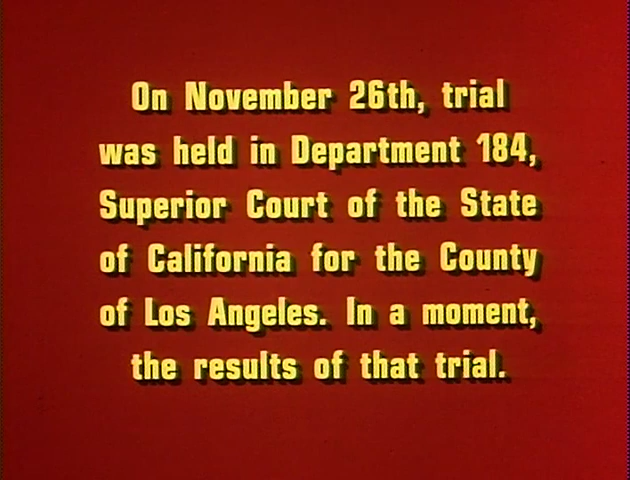 On November 26th, trial
was held in Department 184,
Superior Court of the State
of California for the County
of Los Angeles. In a moment,
the results of that trial.